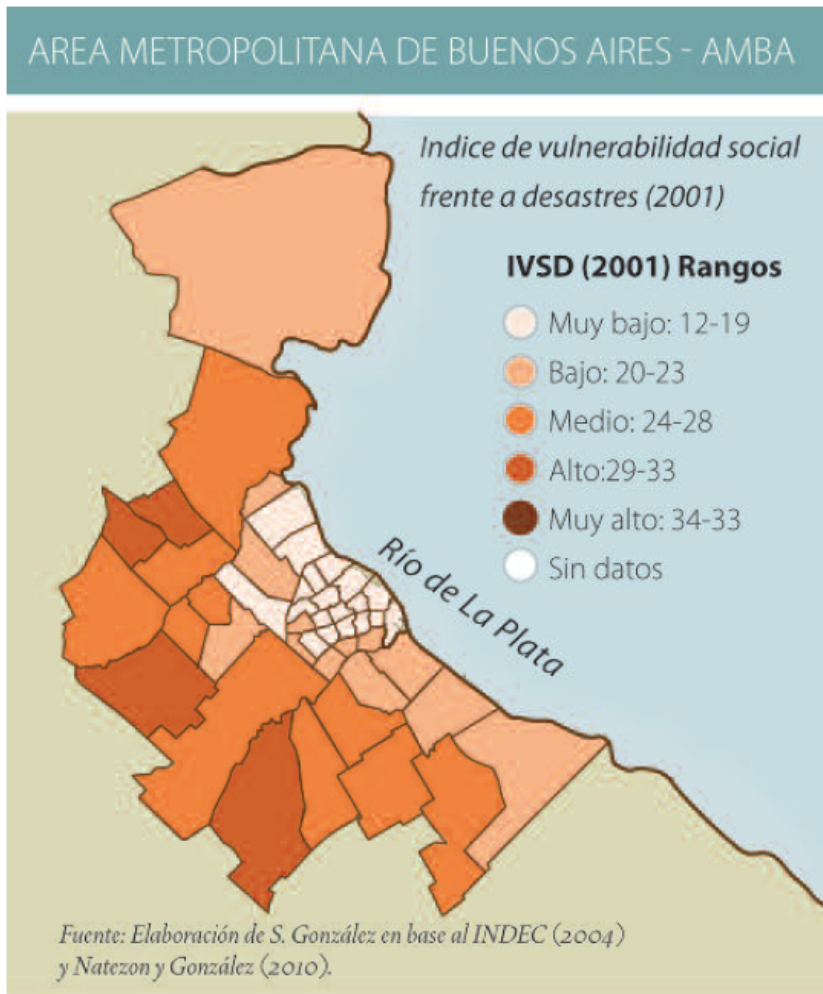 AREA METROPOLITANA DE BUENOS AIRES - AMBA
Indice de vulnerabilidad social
frente a desastres (2001)
IVSD (2001) Rangos
Muy bajo: 12-19
Bajo: 20-23
Medio: 24-28
Alto:29-33
Muy alto: 34-33
Sin datos
Río de La Plata
Fuente: Elaboración de S. González en base al INDEC (2004)
y Natezon y González (2010).